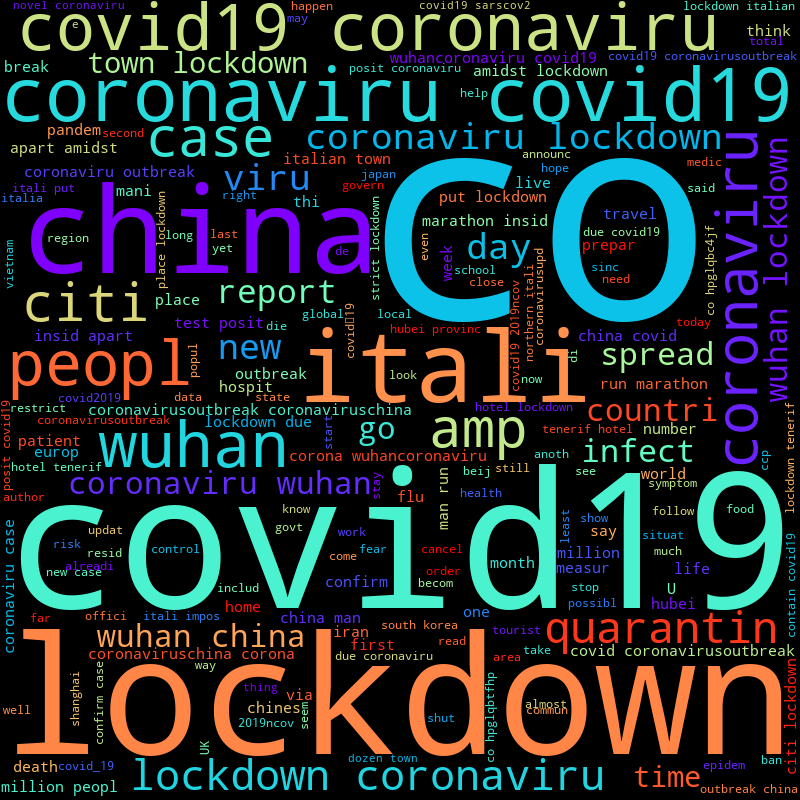 novel coronaviru
happen
covid19 sarscov2
lockdown italian
e
may
covid19 coronaviru
think
total
break
town lockdown
wuhancoronaviru covid19
covid19 coronavirusoutbreak
posit coronaviru
amidst lockdown
coronaviru covid19
help
pandem
second
case
coronaviru lockdown
announc
apart amidst
italian town
medic
coronaviru outbreak
viru
japan
hope
said
itali put
mani
govern
live
italia
right
thi
put lockdown
travel
china
co
coronaviru
wuhan lockdown
place lockdown
last
marathon insid
due covid19
region
long
yet
de
strict lockdown
even
week
day
prepar
vietnam
school
sinc
close
need
co hpglqbc4jf
citi
place
report
test posit
die
global
local
covid19
hubei provinc
covid19 2019ncov
northern itali
coronavirusupd
today
insid apart
new
itali
china covid
peopl
popul
outbreak
look
now
di
spread
hospit
data
state
run marathon
covid2019
restrict
coronavirusoutbreak coronaviruschina
hotel lockdown
countri
posit covid19
coronavirusoutbreak
lockdown due
start
go
amp
tenerif hotel
number
lockdown tenerif
patient
wuhan
corona wuhancoronaviru
anoth
infect
europ
beij
still
see
world
ccp
hotel tenerif
coronaviru wuhan
stay
man run
health
symptom
author
flu
know
show
follow
food
coronaviru case
updat
govt
work
least
say
situat
contain covid19
risk
resid
control
come
fear
cancel
month
million
much
alreadi
measur
life
new case
order
stop
U
includ
confirm
becom
possibl
hubei
covid19
far
offici
itali impos
home
china man
one
tourist
wuhan china
iran
south korea
quarantin
first
read
area
take
covid coronavirusoutbreak
coronaviruschina corona
due coronaviru
way
lockdown
thing
via
shanghai
confirm case
chines
seem
almost
well
2019ncov
shut
commun
co hpglqbtfhp
citi lockdown
UK
dozen town
death
covid_19
epidem
ban
million peopl
lockdown coronaviru
time
outbreak china